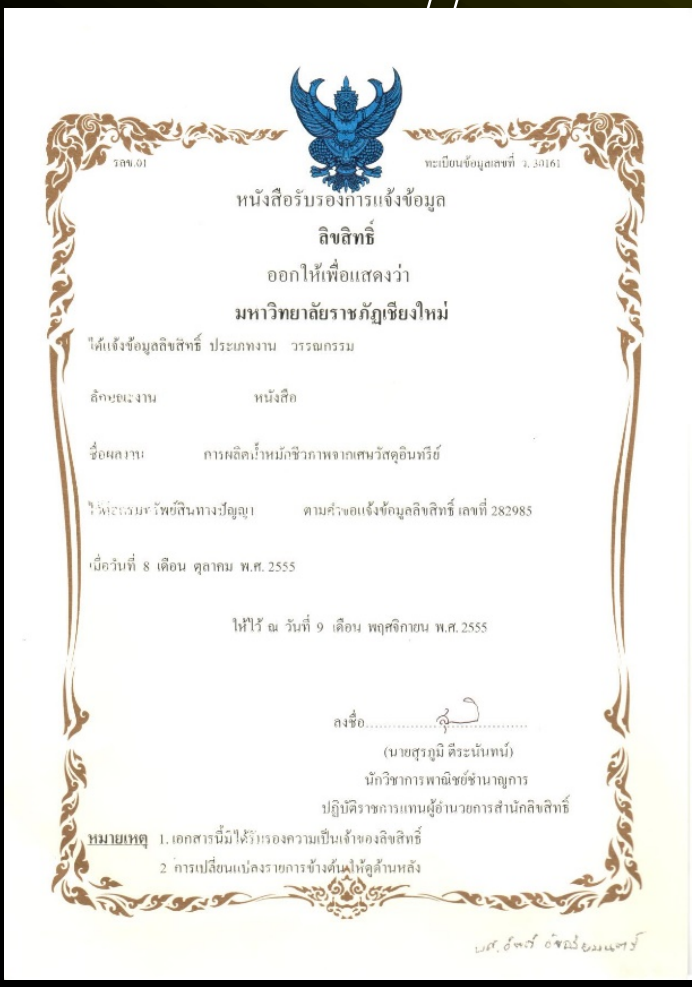 รลข.01
ทะเบียนข้อมูลเลขที่ ว. 30161
หนังสือรับรองการแจ้งข้อมูล
ลิขสิทธิ์
ออกให้เพื่อแสดงว่า
มหาวิทยาลัยราชภัฏเชียงใหม่
ได้แจ้งข้อมูลลิขสิทธิ์ ประเภทงาน วรรณกรรม
ลักษณะงาน หนังสือ
ชื่อผลงาน การผลิตน้ำหมักชีวภาพจากเศษวัสดุอินทรีย์
ไว้ต่อกรมทรัพย์สินทางปัญญา ตามคำขอแจ้งข้อมูลลิขสิทธิ์ เลขที่ 282985
เมื่อวันที่ 8 เดือน ตุลาคม พ.ศ. 2555
ให้ไว้ ณ วันที่ 9 เดือน พฤศจิกายน พ.ศ. 2555
ลงชื่อ
(นายสุรภูมิ ตีระนันทน์)
นักวิชาการพาณิชย์ชำนาญการ
ปฏิบัติราชการแทนผู้อำนวยการสำนักลิขสิทธิ์
หมายเหตุ 1. เอกสารนี้มิได้รับรองความเป็นเจ้าของลิขสิทธิ์
2 การเปลี่ยนแปลงรายการข้างต้นให้ดูด้านหลัง